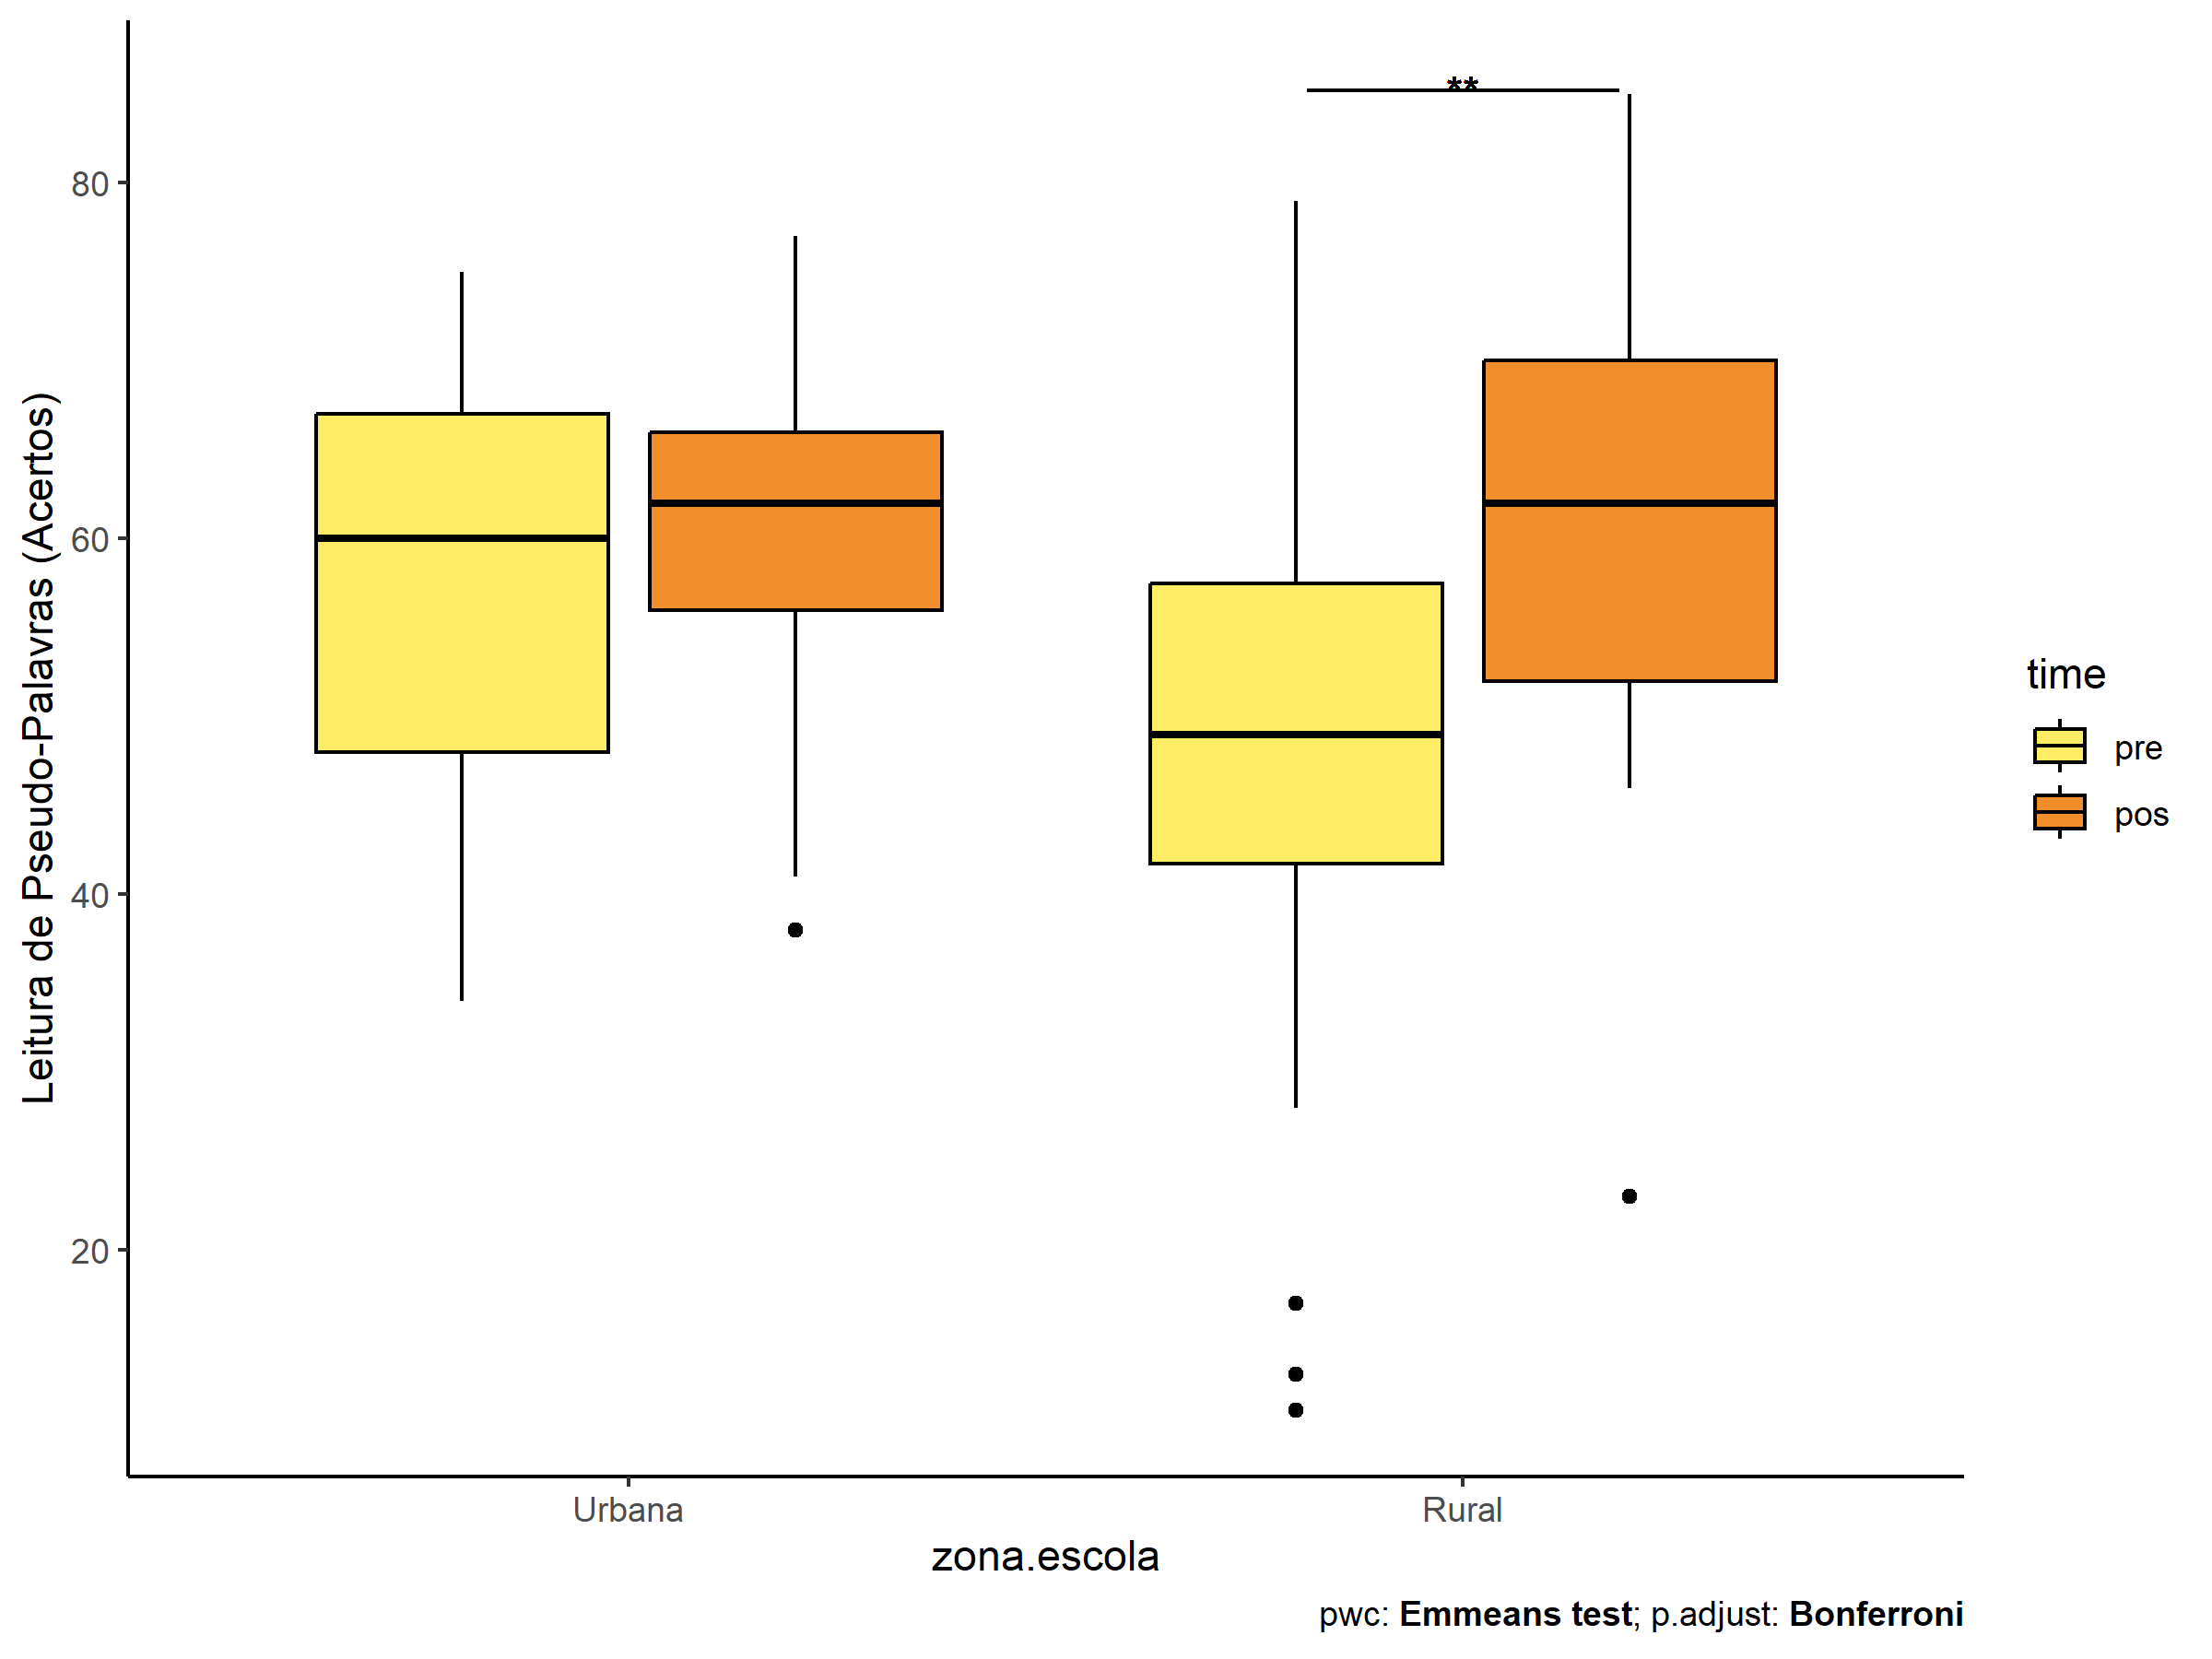 **
80
60
40
20
Leitura de Pseudo-Palavras (Acertos)
Urbana
Rural
zona.escola
time
pre
pos
pwc: Emmeans test; p.adjust: Bonferroni